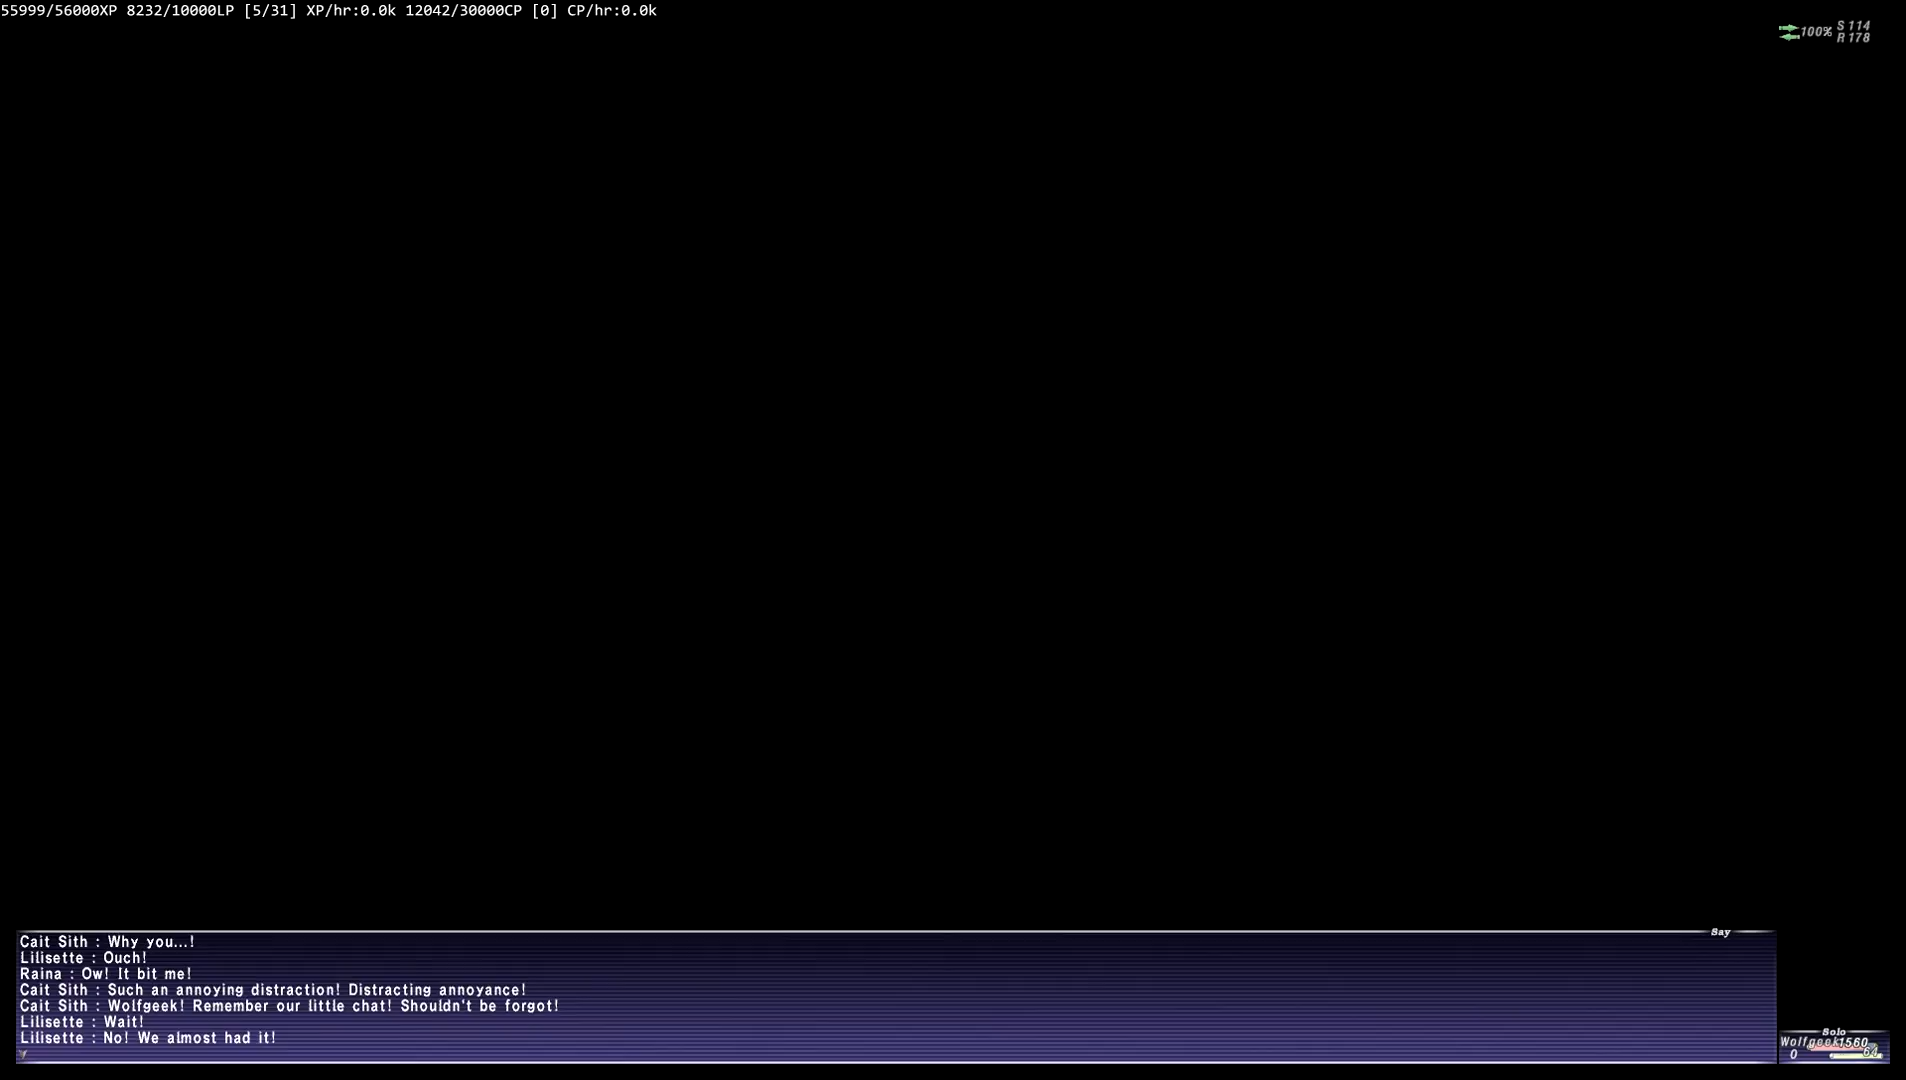 55999/56000XP 8232/10000LP [5/31] XP/hr:0.0k 12042/30000CP [0] CP/hr:0.0k
100% S 114
R 178
Say
Cait Sith : Why you...!
Lilisette : Ouch!
Raina : Ow! It bit me!
Cait Sith : Such an annoying distraction! Distracting annoyance!
Cait Sith : Wolfgeek! Remember our little chat! Shouldn't be forgot!
Lilisette : Wait!
Lilisette : No! We almost had it!
Solo
Wolfgeek 1560
0 64